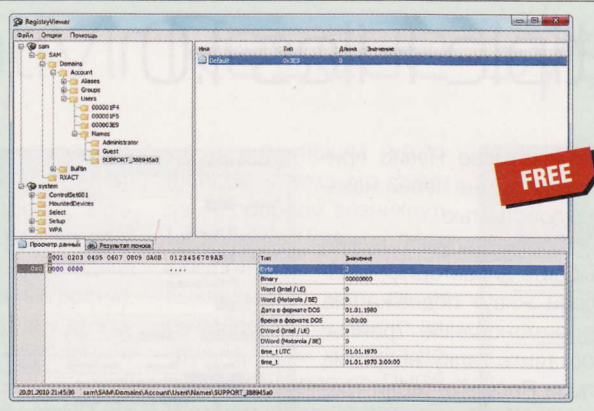 RegistryViewer
Файл Опции Помощь
sam
SAM
Domains
Account
Aliases
Groups
Users
000001F4
000001F5
000003E9
Names
Administrator
Guest
SUPPORT_388945a0
Builtin
RXACT
system
ControlSet001
MountedDevices
Select
Setup
WPA
Имя Тип Длина Значение
Default 0x3E9 0
FREE
Просмотр данных Результат поиска
0001 0203 0405 0607 0809 0A0B 0123456789AB
0x0 0000 0000 ....
Тип Значение
Byte 0
Binary 00000000
Word (Intel / LE) 0
Word (Motorola / BE) 0
Дата в формате DOS 01.01.1980
Время в формате DOS 0:00:00
DWord (Intel / LE) 0
DWord (Motorola / BE) 0
time_t UTC 01.01.1970
time_t 01.01.1970 3:00:00
20.01.2010 21:45:30 sam\SAM\Domains\Account\Users\Names\SUPPORT_388945a0